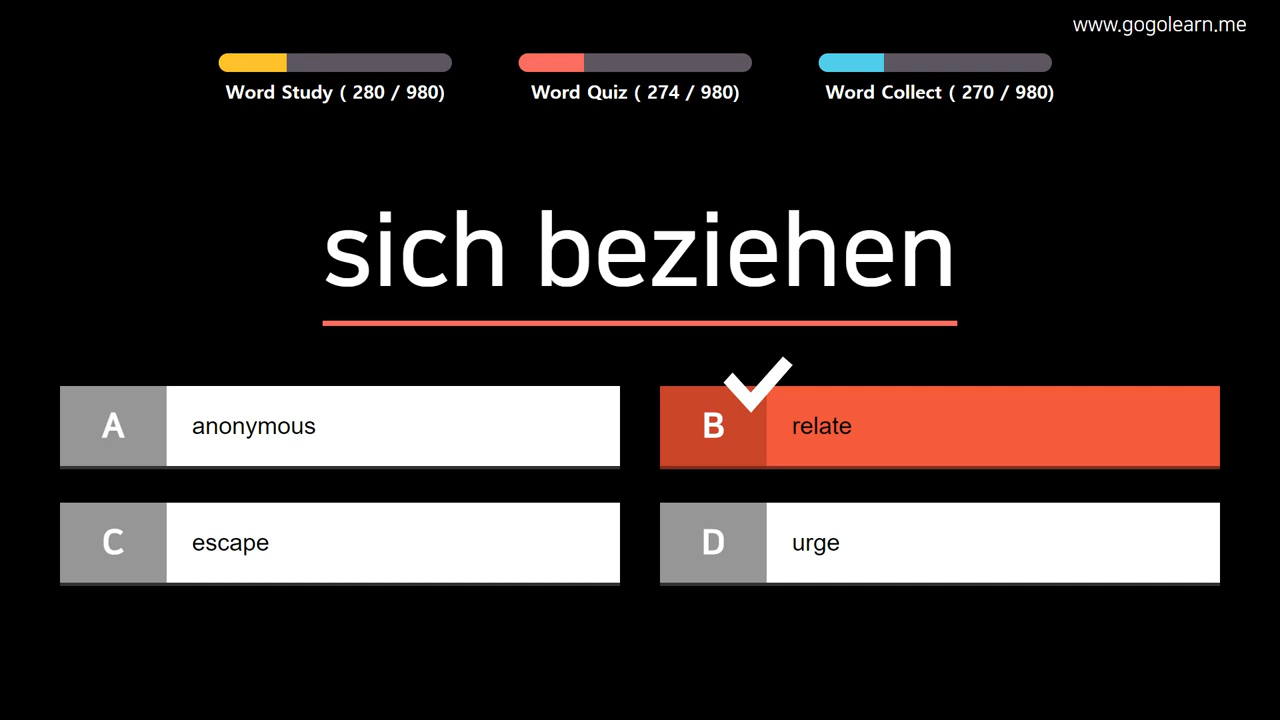 www.gogolearn.me
Word Study ( 280 / 980)
Word Quiz ( 274 / 980)
Word Collect ( 270 / 980)
sich beziehen
A anonymous
B relate
C escape
D urge